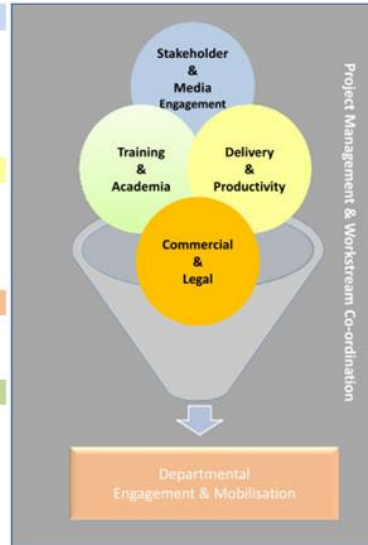 Stakeholder
&
Media
Engagement
Training
&
Academia
Delivery
&
Productivity
Commercial
&
Legal
Project Management & Workstream Co-ordination
Departmental
Engagement & Mobilisation